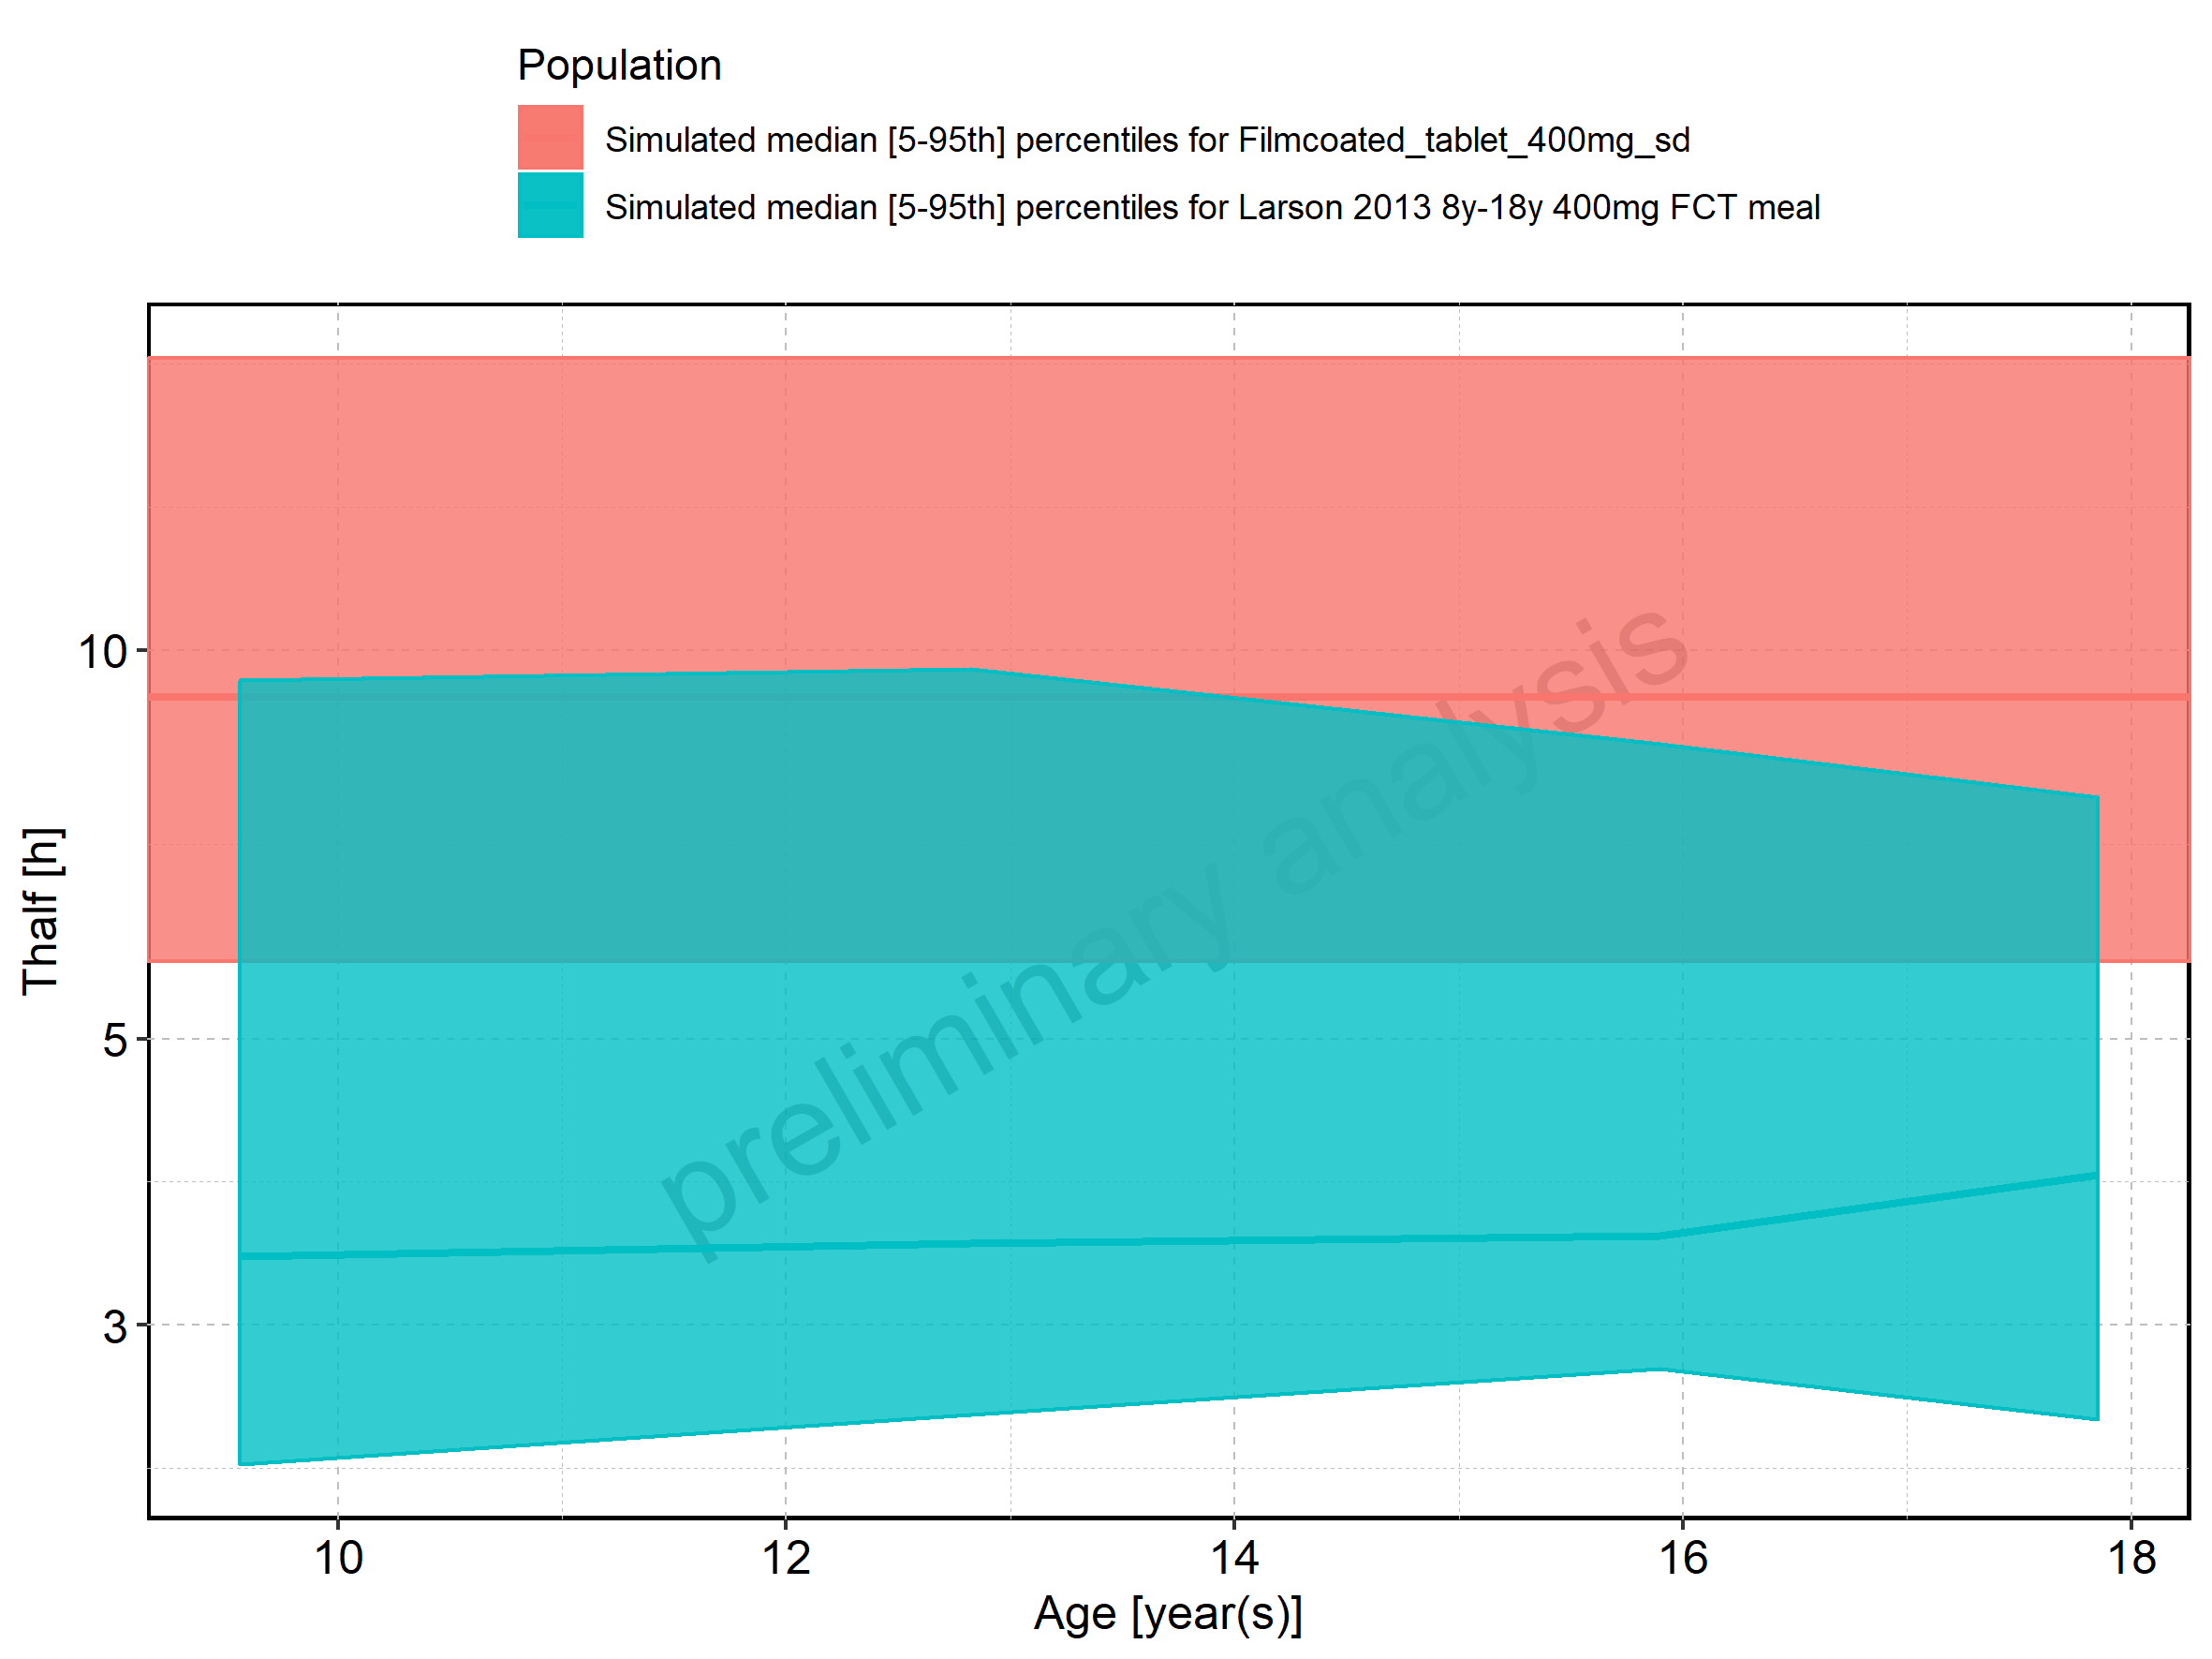 Population
Simulated median [5-95th] percentiles for Filmcoated_tablet_400mg_sd
Simulated median [5-95th] percentiles for Larson 2013 8y-18y 400mg FCT meal
10
5
3
Thalf [h]
preliminary analysis
10 12 14 16 18
Age [year(s)]